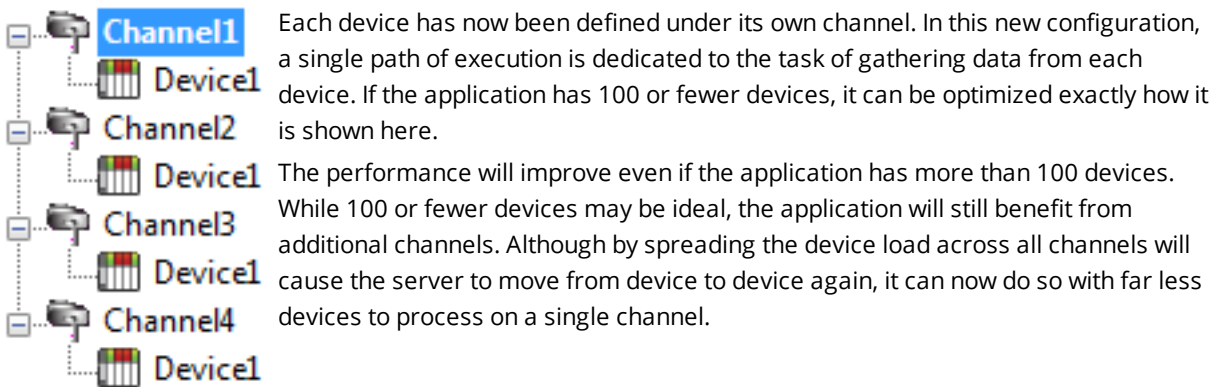 Channel1
Device1
Channel2
Device1
Channel3
Device1
Channel4
Device1
Each device has now been defined under its own channel. In this new configuration,
a single path of execution is dedicated to the task of gathering data from each
device. If the application has 100 or fewer devices, it can be optimized exactly how it
is shown here.
The performance will improve even if the application has more than 100 devices.
While 100 or fewer devices may be ideal, the application will still benefit from
additional channels. Although by spreading the device load across all channels will
cause the server to move from device to device again, it can now do so with far less
devices to process on a single channel.